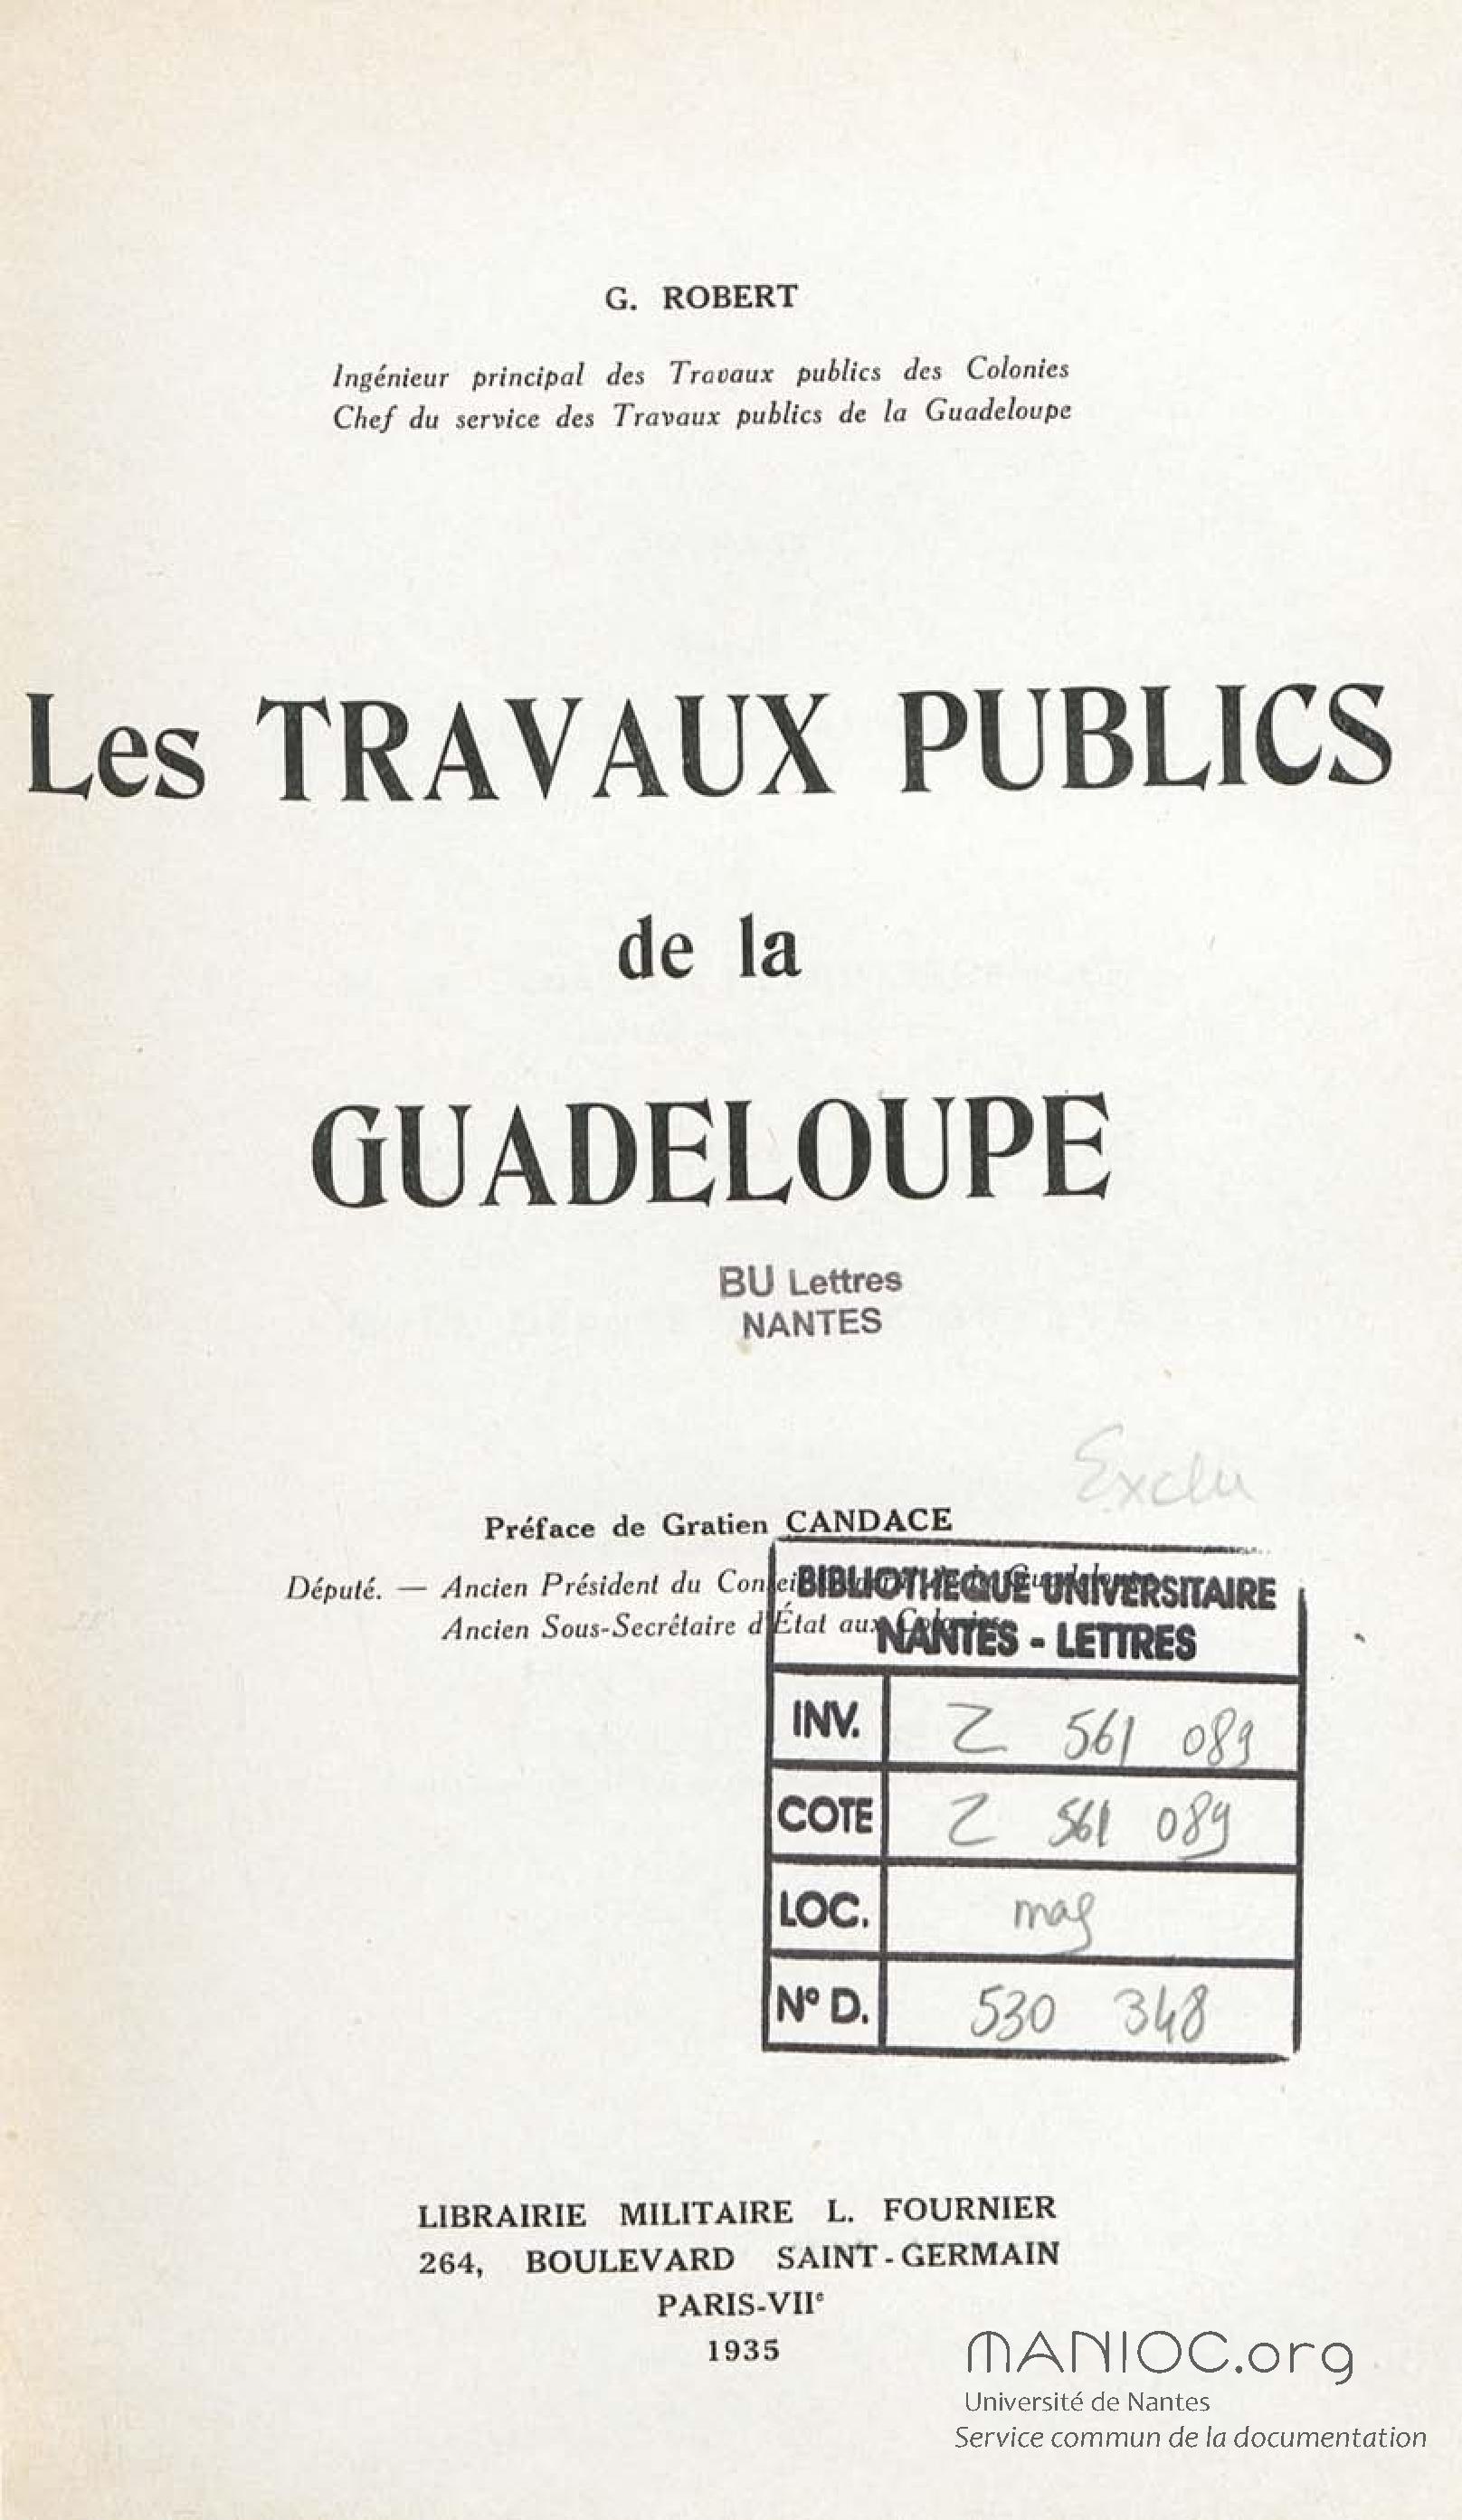 G. ROBERT
Ingénieur principal des Travaux publics des Colonies
Chef du service des Travaux publics de la Guadeloupe
Les TRAVAUX PUBLICS
de la
GUADELOUPE
BU Lettres
NANTES
Exclu
Préface de Gratien CANDACE
Député. — Ancien Président du Guadeloupe
Ancien Sous-Secrétaire d'État aux Colonies
BIBLIOTHEQUE UNIVERSITAIRE
NANTES - LETTRES
INV. Z 561 089
COTE Z 561 089
LOC. mag
N° D. 530 348
LIBRAIRIE MILITAIRE L. FOURNIER
264, BOULEVARD SAINT-GERMAIN
PARIS-VIIe
1935
MANIOC.org
Université de Nantes
Service commun de la documentation